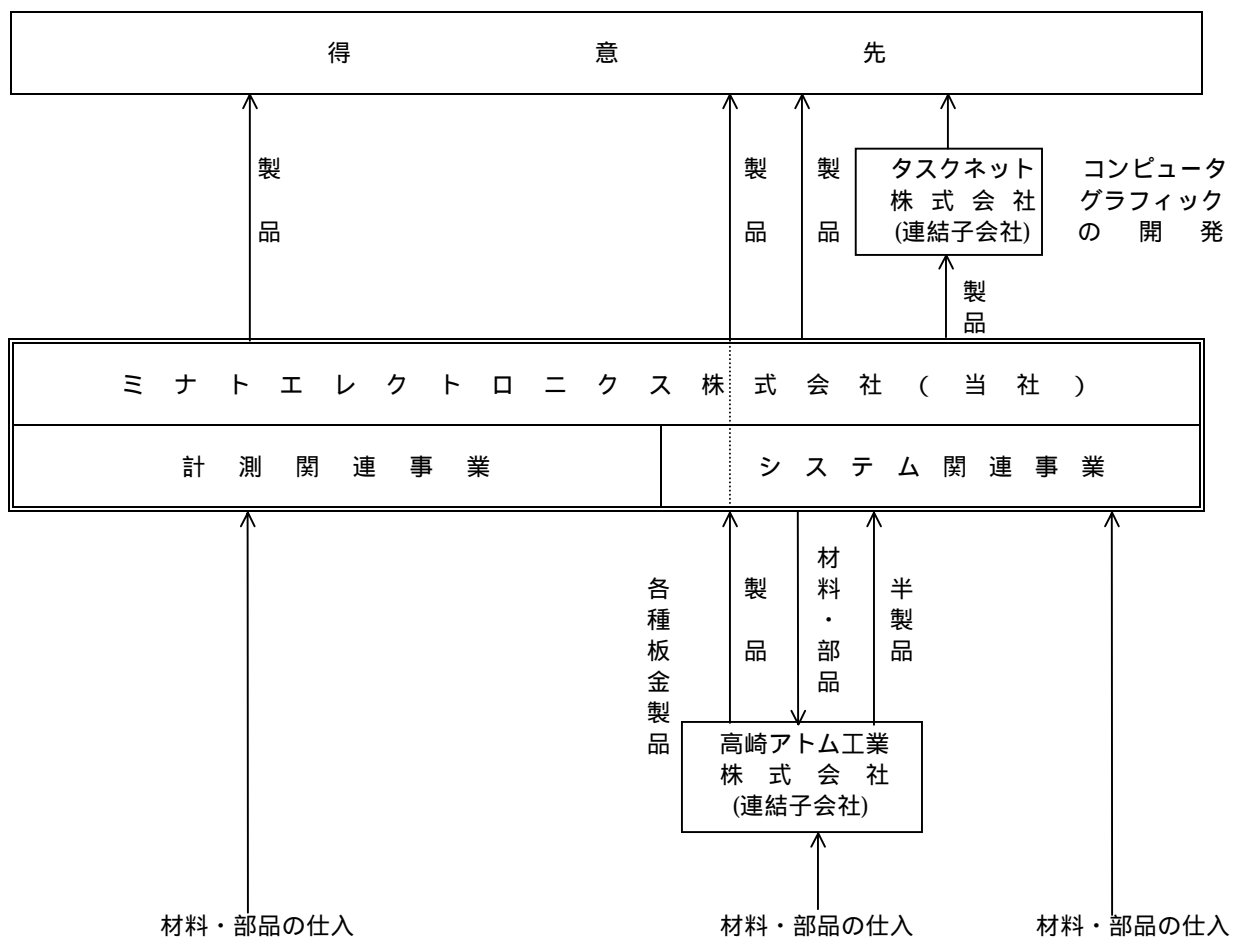 得意先
製品
製品
製品
タスクネット
株式会社
(連結子会社)
コンピュータ
グラフィック
の開発
製品
ミナトエレクトロニクス株式会社(当社)
計測関連事業
システム関連事業
各種板金製品
製品
材料・部品
半製品
高崎アトム工業
株式会社
(連結子会社)
材料・部品の仕入
材料・部品の仕入
材料・部品の仕入